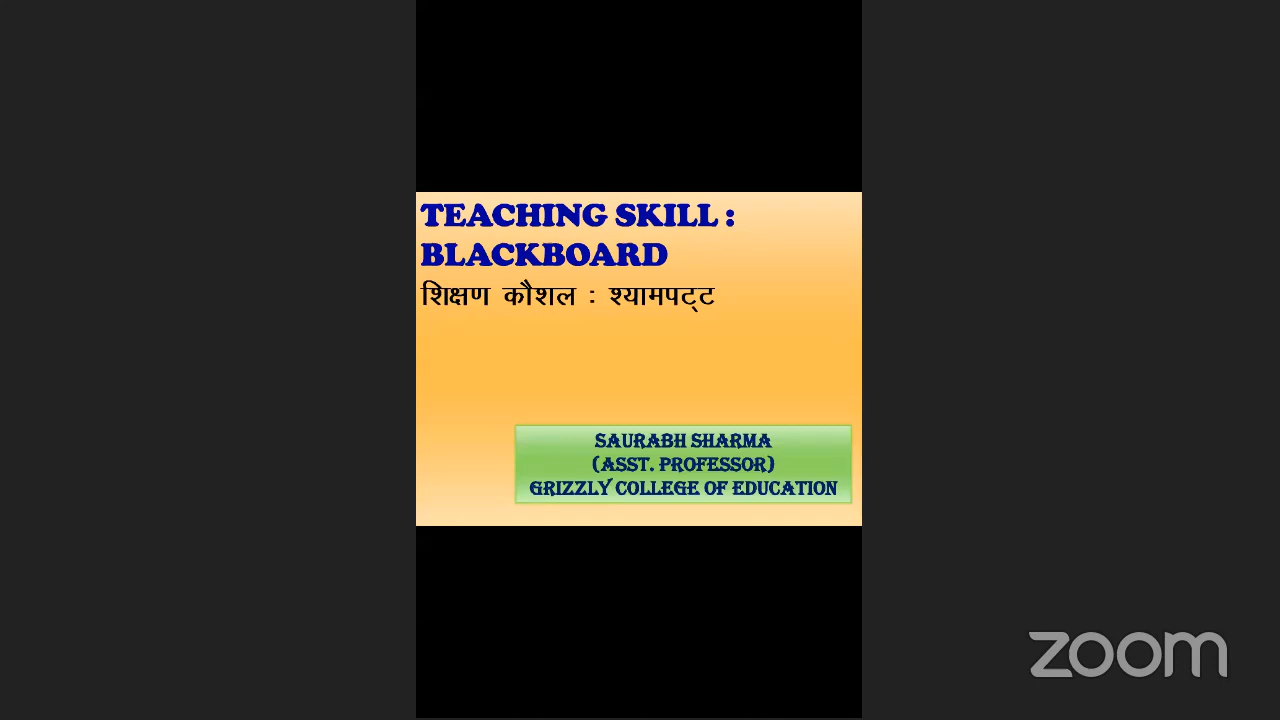 TEACHING SKILL :
BLACKBOARD
शिक्षण कौशल : श्यामपट्ट
SAURABH SHARMA
(ASST. PROFESSOR)
GRIZZLY COLLEGE OF EDUCATION
zoom